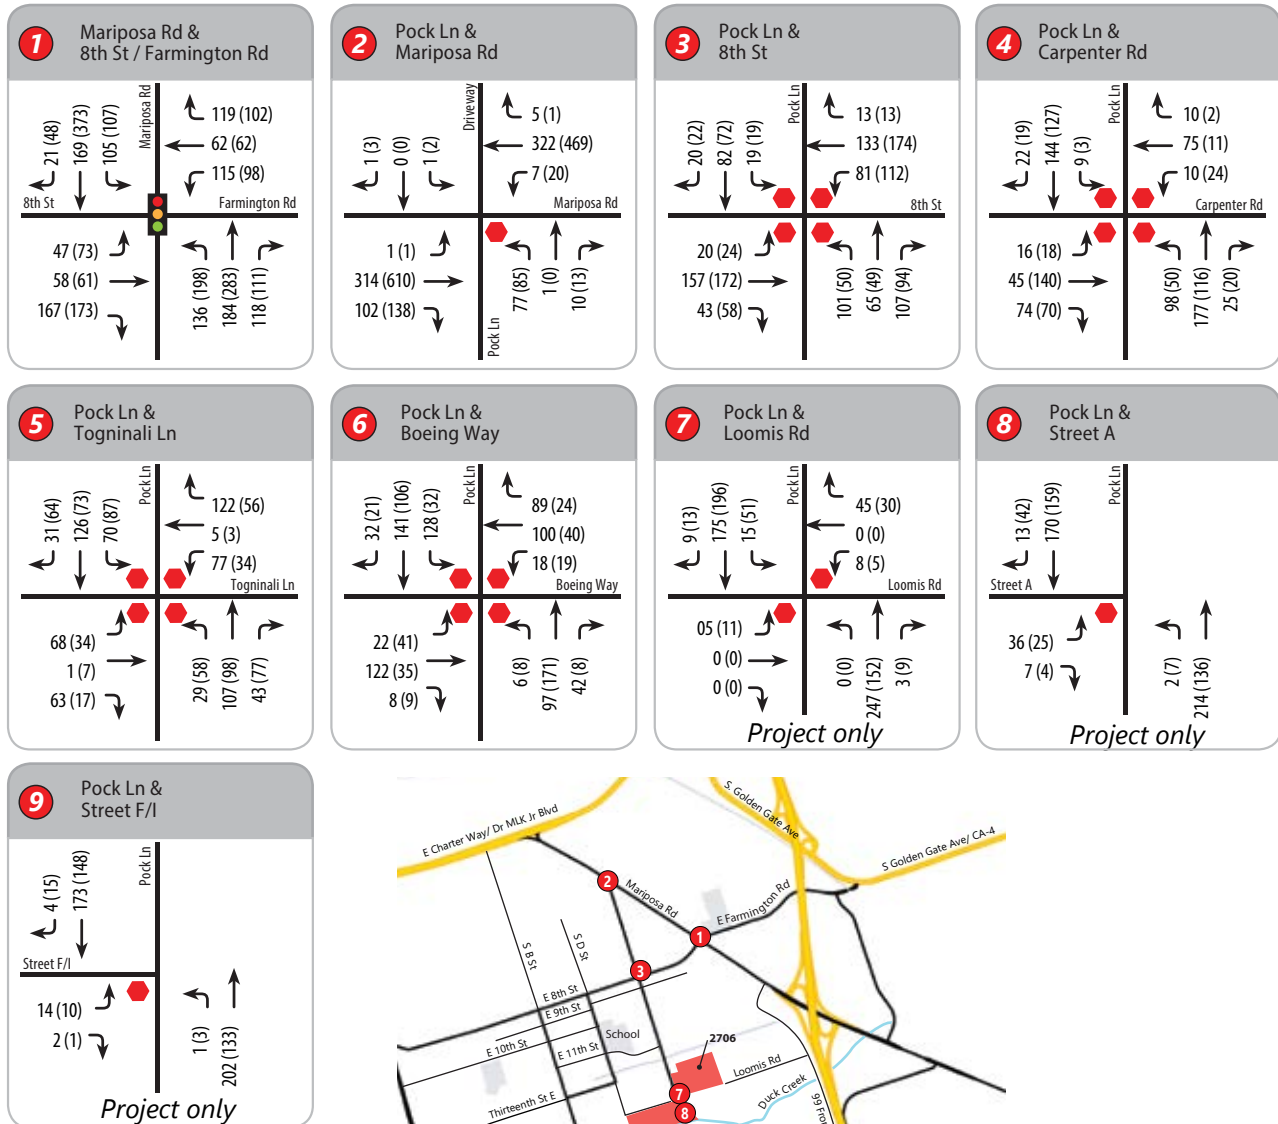 1
Mariposa Rd &
8th St / Farmington Rd
Mariposa Rd
21 (48)
169 (373)
105 (107)
119 (102)
62 (62)
115 (98)
8th St
Farmington Rd
47 (73)
58 (61)
167 (173)
136 (198)
184 (283)
118 (111)
2
Pock Ln &
Mariposa Rd
Driveway
1 (3)
0 (0)
1 (2)
5 (1)
322 (469)
7 (20)
Mariposa Rd
1 (1)
314 (610)
102 (138)
77 (85)
1 (0)
10 (13)
Pock Ln
3
Pock Ln &
8th St
Pock Ln
20 (22)
82 (72)
19 (19)
13 (13)
133 (174)
81 (112)
8th St
20 (24)
157 (172)
43 (58)
101 (50)
65 (49)
107 (94)
4
Pock Ln &
Carpenter Rd
Pock Ln
22 (19)
144 (127)
9 (3)
10 (2)
75 (11)
10 (24)
Carpenter Rd
16 (18)
45 (140)
74 (70)
98 (50)
177 (116)
25 (20)
5
Pock Ln &
Togninali Ln
Pock Ln
31 (64)
126 (73)
70 (87)
122 (56)
5 (3)
77 (34)
Togninali Ln
68 (34)
1 (7)
63 (17)
29 (58)
107 (98)
43 (77)
6
Pock Ln &
Boeing Way
Pock Ln
32 (21)
141 (106)
128 (32)
89 (24)
100 (40)
18 (19)
Boeing Way
22 (41)
122 (35)
8 (9)
6 (8)
97 (171)
42 (8)
7
Pock Ln &
Loomis Rd
Pock Ln
9 (13)
175 (196)
15 (51)
45 (30)
0 (0)
8 (5)
Loomis Rd
05 (11)
0 (0)
0 (0)
0 (0)
247 (152)
3 (9)
Project only
8
Pock Ln &
Street A
Pock Ln
13 (42)
170 (159)
Street A
36 (25)
7 (4)
2 (7)
214 (136)
Project only
9
Pock Ln &
Street F/I
Pock Ln
4 (15)
173 (148)
Street F/I
14 (10)
2 (1)
1 (3)
202 (133)
Project only
E Charter Way/ Dr MLK Jr Blvd
S. Golden Gate Ave
S Golden Gate Ave/ CA-4
2
Mariposa Rd
E Farmington Rd
1
S B St
S D St
3
E 8th St
E 9th St
E 10th St
E 11th St
School
2706
Loomis Rd
Duck Creek
Thirteenth St E
7
8